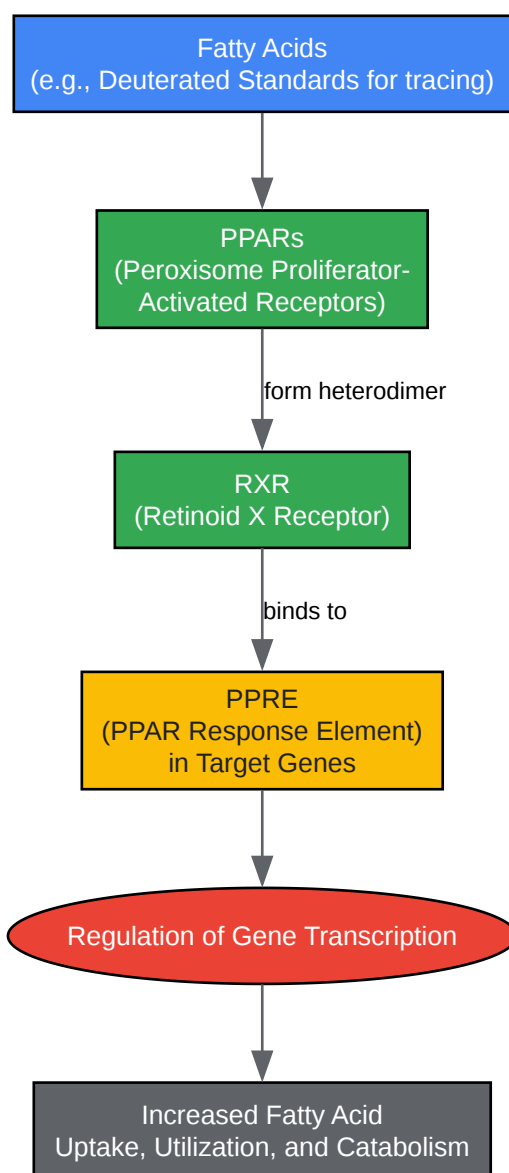 Fatty Acids
(e.g., Deuterated Standards for tracing)
PPARs
(Peroxisome Proliferator-
Activated Receptors)
form heterodimer
RXR
(Retinoid X Receptor)
binds to
PPRE
(PPAR Response Element)
in Target Genes
Regulation of Gene Transcription
Increased Fatty Acid
Uptake, Utilization, and Catabolism